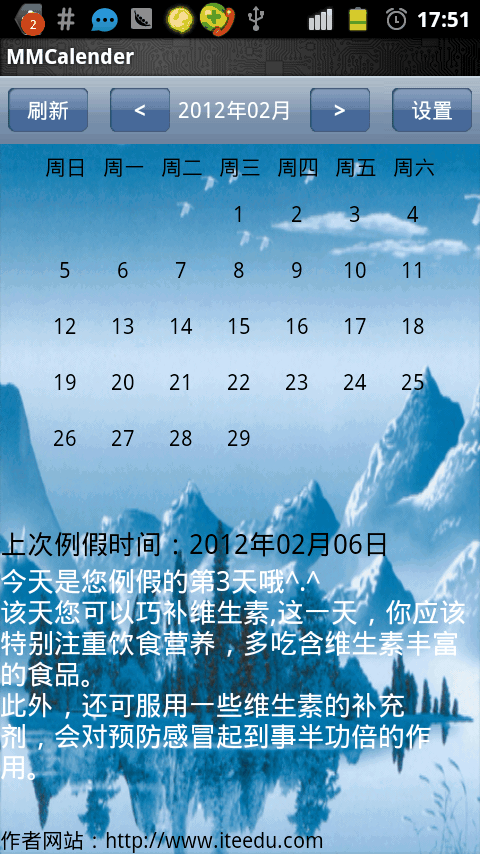 2 17:51
MMCalender
刷新 < 2012年02月 > 设置
周日 周一 周二 周三 周四 周五 周六
1 2 3 4
5 6 7 8 9 10 11
12 13 14 15 16 17 18
19 20 21 22 23 24 25
26 27 28 29
上次例假时间：2012年02月06日
今天是您例假的第3天哦^.^
该天您可以巧补维生素,这一天，你应该
特别注重饮食营养，多吃含维生素丰富
的食品。
此外，还可服用一些维生素的补充
剂，会对预防感冒起到事半功倍的作
用。
作者网站：http://www.iteedu.com